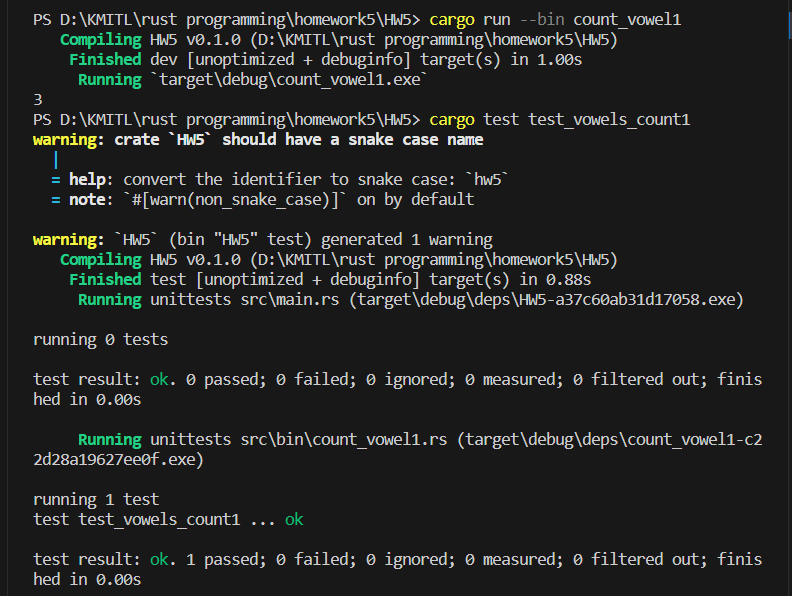 PS D:\KMITL\rust programming\homework5\HW5> cargo run --bin count_vowel1
Compiling HW5 v0.1.0 (D:\KMITL\rust programming\homework5\HW5)
Finished dev [unoptimized + debuginfo] target(s) in 1.00s
Running `target\debug\count_vowel1.exe`
3
PS D:\KMITL\rust programming\homework5\HW5> cargo test test_vowels_count1
warning: crate `HW5` should have a snake case name
|
= help: convert the identifier to snake case: `hw5`
= note: `#[warn(non_snake_case)]` on by default
warning: `HW5` (bin "HW5" test) generated 1 warning
Compiling HW5 v0.1.0 (D:\KMITL\rust programming\homework5\HW5)
Finished test [unoptimized + debuginfo] target(s) in 0.88s
Running unittests src\main.rs (target\debug\deps\HW5-a37c60ab31d17058.exe)
running 0 tests
test result: ok. 0 passed; 0 failed; 0 ignored; 0 measured; 0 filtered out; finis
hed in 0.00s
Running unittests src\bin\count_vowel1.rs (target\debug\deps\count_vowel1-c2
2d28a19627ee0f.exe)
running 1 test
test test_vowels_count1 ... ok
test result: ok. 1 passed; 0 failed; 0 ignored; 0 measured; 0 filtered out; finis
hed in 0.00s